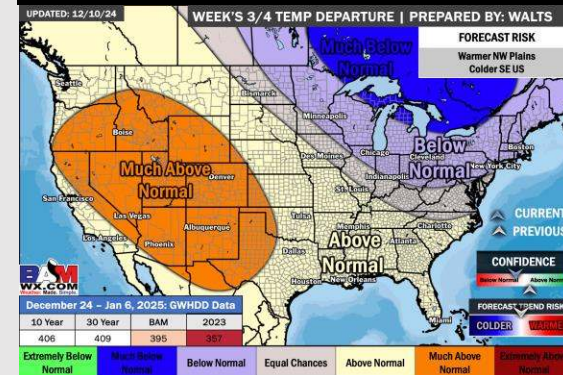 UPDATED: 12/10/24
WEEK'S 3/4 TEMP DEPARTURE | PREPARED BY: WALTS
FORECAST RISK
Warmer NW Plains
Colder SE US
Much Below
Normal
Seattle
Bismarck
Minneapolis
Boise
Below
Normal
Boston
Chicago
Cleveland
New York City
Des Moines
Indianapolis
Much Above
Normal
Denver
St. Louis
San Francisco
Las Vegas
CURRENT
PREVIOUS
Albuquerque
Tulsa
Memphis
Charlotte
Los Angeles
Phoenix
Above
Normal
Atlanta
Dallas
CONFIDENCE
Below Normal
Above Normal
Houston
New Orleans
BAM
WX.COM
Weather. Made. Simple.
Miami
December 24 – Jan 6, 2025: GWHDD Data
FORECAST TREND RISK
COLDER
WARMER
10 Year
30 Year
BAM
2023
406
409
395
357
Extremely Below
Normal
Much Below
Normal
Below Normal
Equal Chances
Above Normal
Much Above
Normal
Extremely Above
Normal